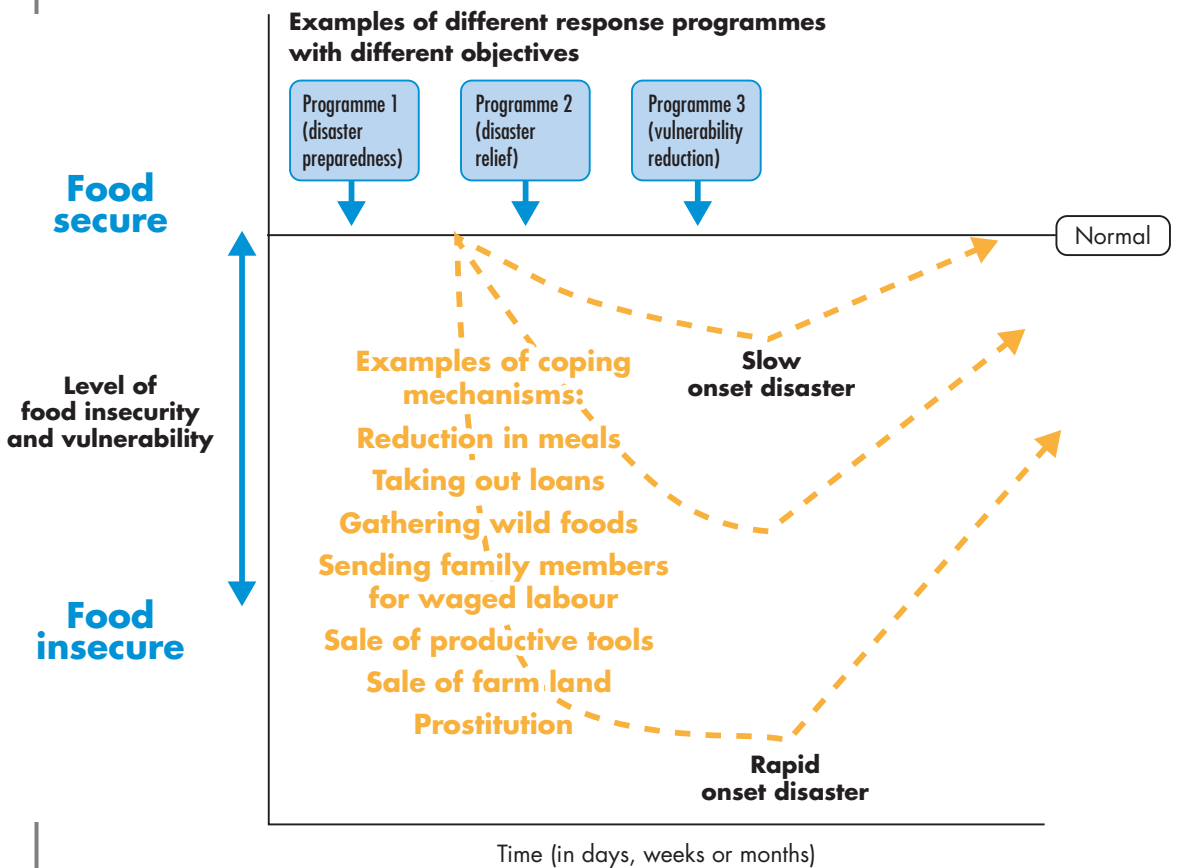 Examples of different response programmes
with different objectives
Programme 1
(disaster
preparedness)
Programme 2
(disaster
relief)
Programme 3
(vulnerability
reduction)
Food
secure
Normal
Level of
food insecurity
and vulnerability
Food
insecure
Examples of coping
mechanisms:
Reduction in meals
Taking out loans
Gathering wild foods
Sending family members
for waged labour
Sale of productive tools
Sale of farm land
Prostitution
Slow
onset disaster
Rapid
onset disaster
Time (in days, weeks or months)